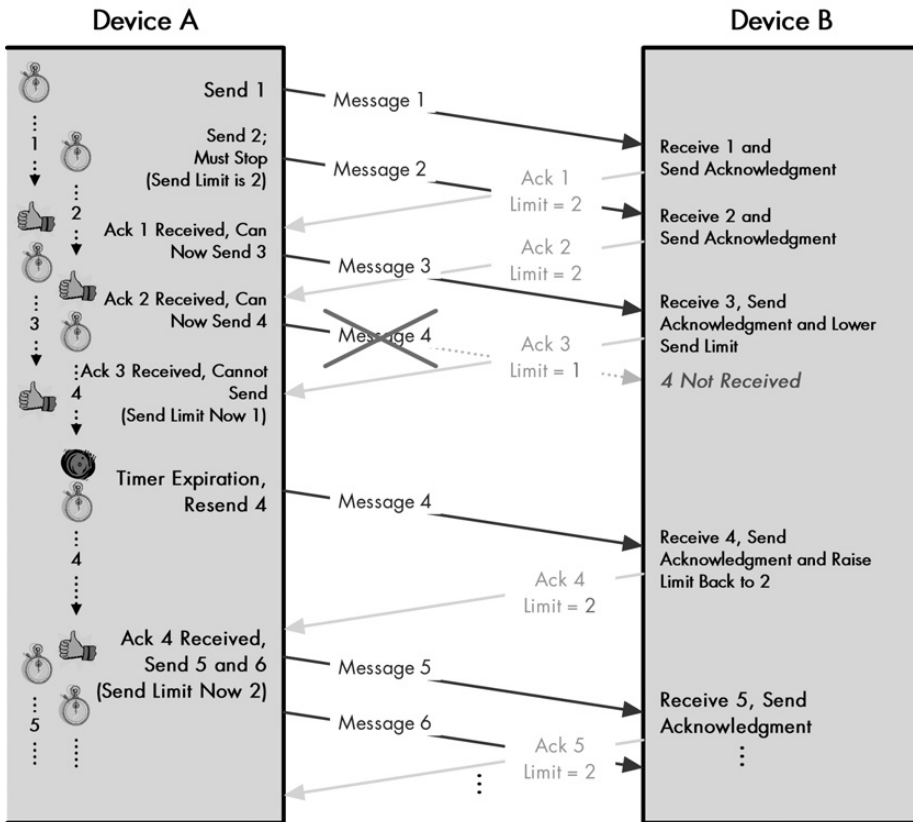 Device A
Device B
Send 1
Message 1
1
Send 2;
Must Stop
(Send Limit is 2)
Message 2
Receive 1 and
Send Acknowledgment
Ack 1
Limit = 2
2
Ack 1 Received, Can
Now Send 3
Receive 2 and
Send Acknowledgment
Ack 2
Limit = 2
Message 3
3
Ack 2 Received, Can
Now Send 4
Message 4
Receive 3, Send
Acknowledgment and Lower
Send Limit
Ack 3
Limit = 1
4 Not Received
4
Ack 3 Received, Cannot
Send
(Send Limit Now 1)
Timer Expiration,
Resend 4
Message 4
4
Receive 4, Send
Acknowledgment and Raise
Limit Back to 2
Ack 4
Limit = 2
Ack 4 Received,
Send 5 and 6
(Send Limit Now 2)
Message 5
5
Message 6
Receive 5, Send
Acknowledgment
Ack 5
Limit = 2